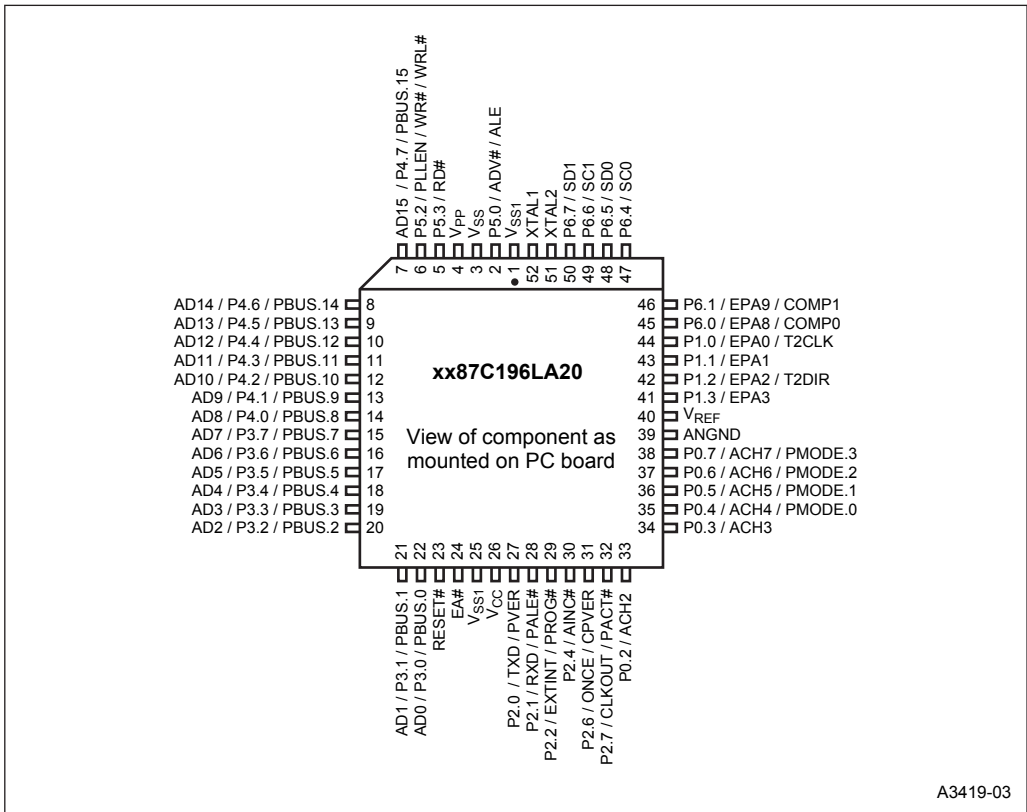 AD15 / P4.7 / PBUS.15
P5.2 / PLLEN / WR# / WRL#
P5.3 / RD#
VPP
VSS
P5.0 / ADV# / ALE
VSS1
XTAL1
XTAL2
P6.7 / SD1
P6.6 / SC1
P6.5 / SD0
P6.4 / SC0
7 6 5 4 3 2 1 52 51 50 49 48 47
AD14 / P4.6 / PBUS.14 8
AD13 / P4.5 / PBUS.13 9
AD12 / P4.4 / PBUS.12 10
AD11 / P4.3 / PBUS.11 11
AD10 / P4.2 / PBUS.10 12
AD9 / P4.1 / PBUS.9 13
AD8 / P4.0 / PBUS.8 14
AD7 / P3.7 / PBUS.7 15
AD6 / P3.6 / PBUS.6 16
AD5 / P3.5 / PBUS.5 17
AD4 / P3.4 / PBUS.4 18
AD3 / P3.3 / PBUS.3 19
AD2 / P3.2 / PBUS.2 20
xx87C196LA20
View of component as
mounted on PC board
46 P6.1 / EPA9 / COMP1
45 P6.0 / EPA8 / COMP0
44 P1.0 / EPA0 / T2CLK
43 P1.1 / EPA1
42 P1.2 / EPA2 / T2DIR
41 P1.3 / EPA3
40 VREF
39 ANGND
38 P0.7 / ACH7 / PMODE.3
37 P0.6 / ACH6 / PMODE.2
36 P0.5 / ACH5 / PMODE.1
35 P0.4 / ACH4 / PMODE.0
34 P0.3 / ACH3
21 22 23 24 25 26 27 28 29 30 31 32 33
AD1 / P3.1 / PBUS.1
AD0 / P3.0 / PBUS.0
RESET#
EA#
VSS1
VCC
P2.0 / TXD / PVER
P2.1 / RXD / PALE#
P2.2 / EXTINT / PROG#
P2.4 / AINC#
P2.6 / ONCE / CPVER
P2.7 / CLKOUT / PACT#
P0.2 / ACH2
A3419-03